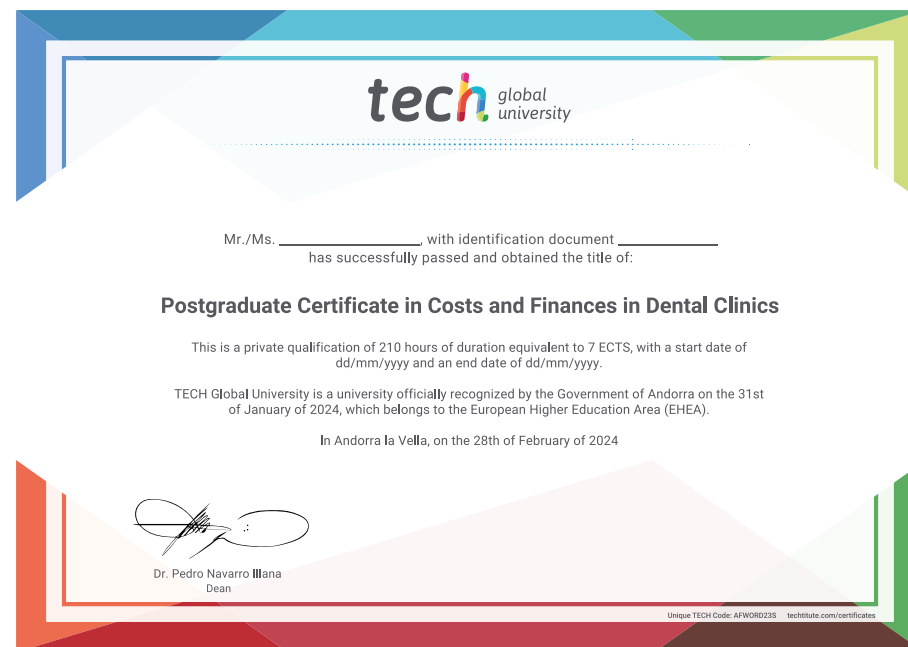 tech global
university
Mr./Ms. ____________________, with identification document ______________
has successfully passed and obtained the title of:
Postgraduate Certificate in Costs and Finances in Dental Clinics
This is a private qualification of 210 hours of duration equivalent to 7 ECTS, with a start date of
dd/mm/yyyy and an end date of dd/mm/yyyy.
TECH Global University is a university officially recognized by the Government of Andorra on the 31st
of January of 2024, which belongs to the European Higher Education Area (EHEA).
In Andorra la Vella, on the 28th of February of 2024
Dr. Pedro Navarro Illana
Dean
Unique TECH Code: AFWORD23S techtitute.com/certificates